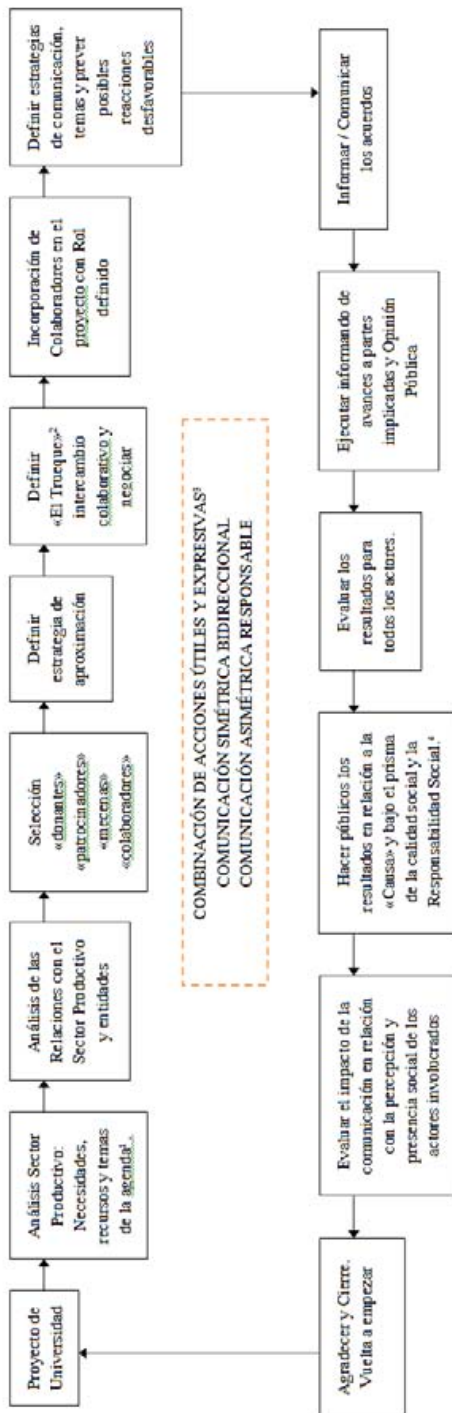 Proyecto de
Universidad
Análisis Sector
Productivo:
Necesidades,
recursos y temas
de la agenda¹.
Análisis de las
Relaciones con el
Sector Productivo
y entidades
Selección
«donantes»
«patrocinadores»
«mecenas»
«colaboradores»
Definir
estrategia de
aproximación
Definir
«El Trueque»²
intercambio
colaborativo y
negociar
Incorporación de
Colaboradores en el
proyecto con Rol
definido
Definir estrategias
de comunicación,
temas y prever
posibles
reacciones
desfavorables
COMBINACIÓN DE ACCIONES ÚTILES Y EXPRESIVAS³
COMUNICACIÓN SIMÉTRICA BIDIRECCIONAL
COMUNICACIÓN ASIMÉTRICA RESPONSABLE
Informar / Comunicar
los acuerdos
Ejecutar informando de
avances a partes
implicadas y Opinión
Pública
Evaluar los
resultados para
todos los actores.
Hacer públicos los
resultados en relación a la
«Causa» y bajo el prisma
de la calidad social y la
Responsabilidad Social.⁴
Evaluar el impacto de la
comunicación en relación
con la percepción y
presencia social de los
actores involucrados
Agradecer y Cierre.
Vuelta a empezar